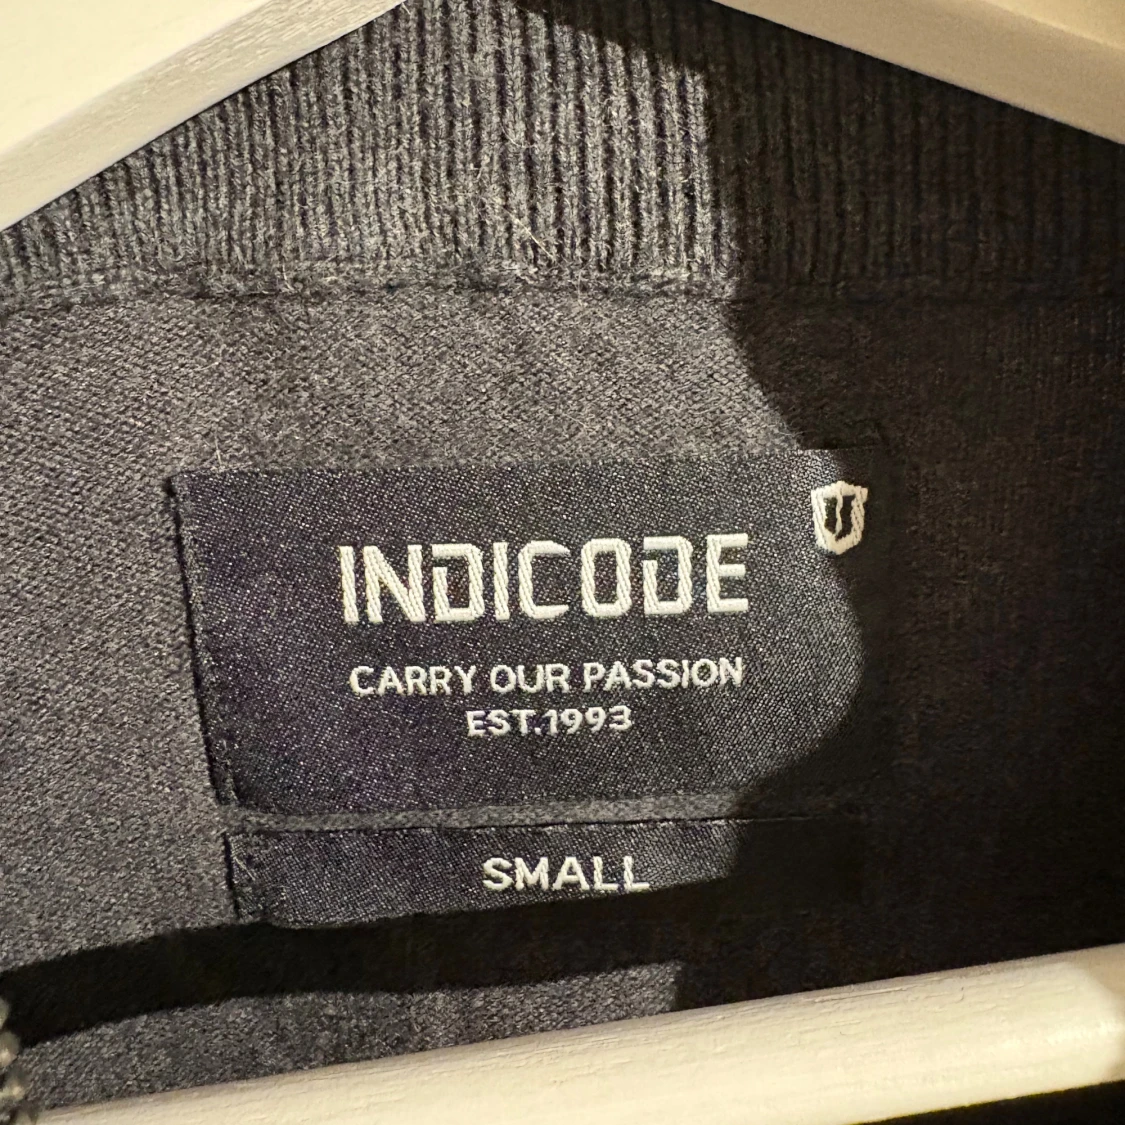 INDICODE
CARRY OUR PASSION
EST.1993
SMALL